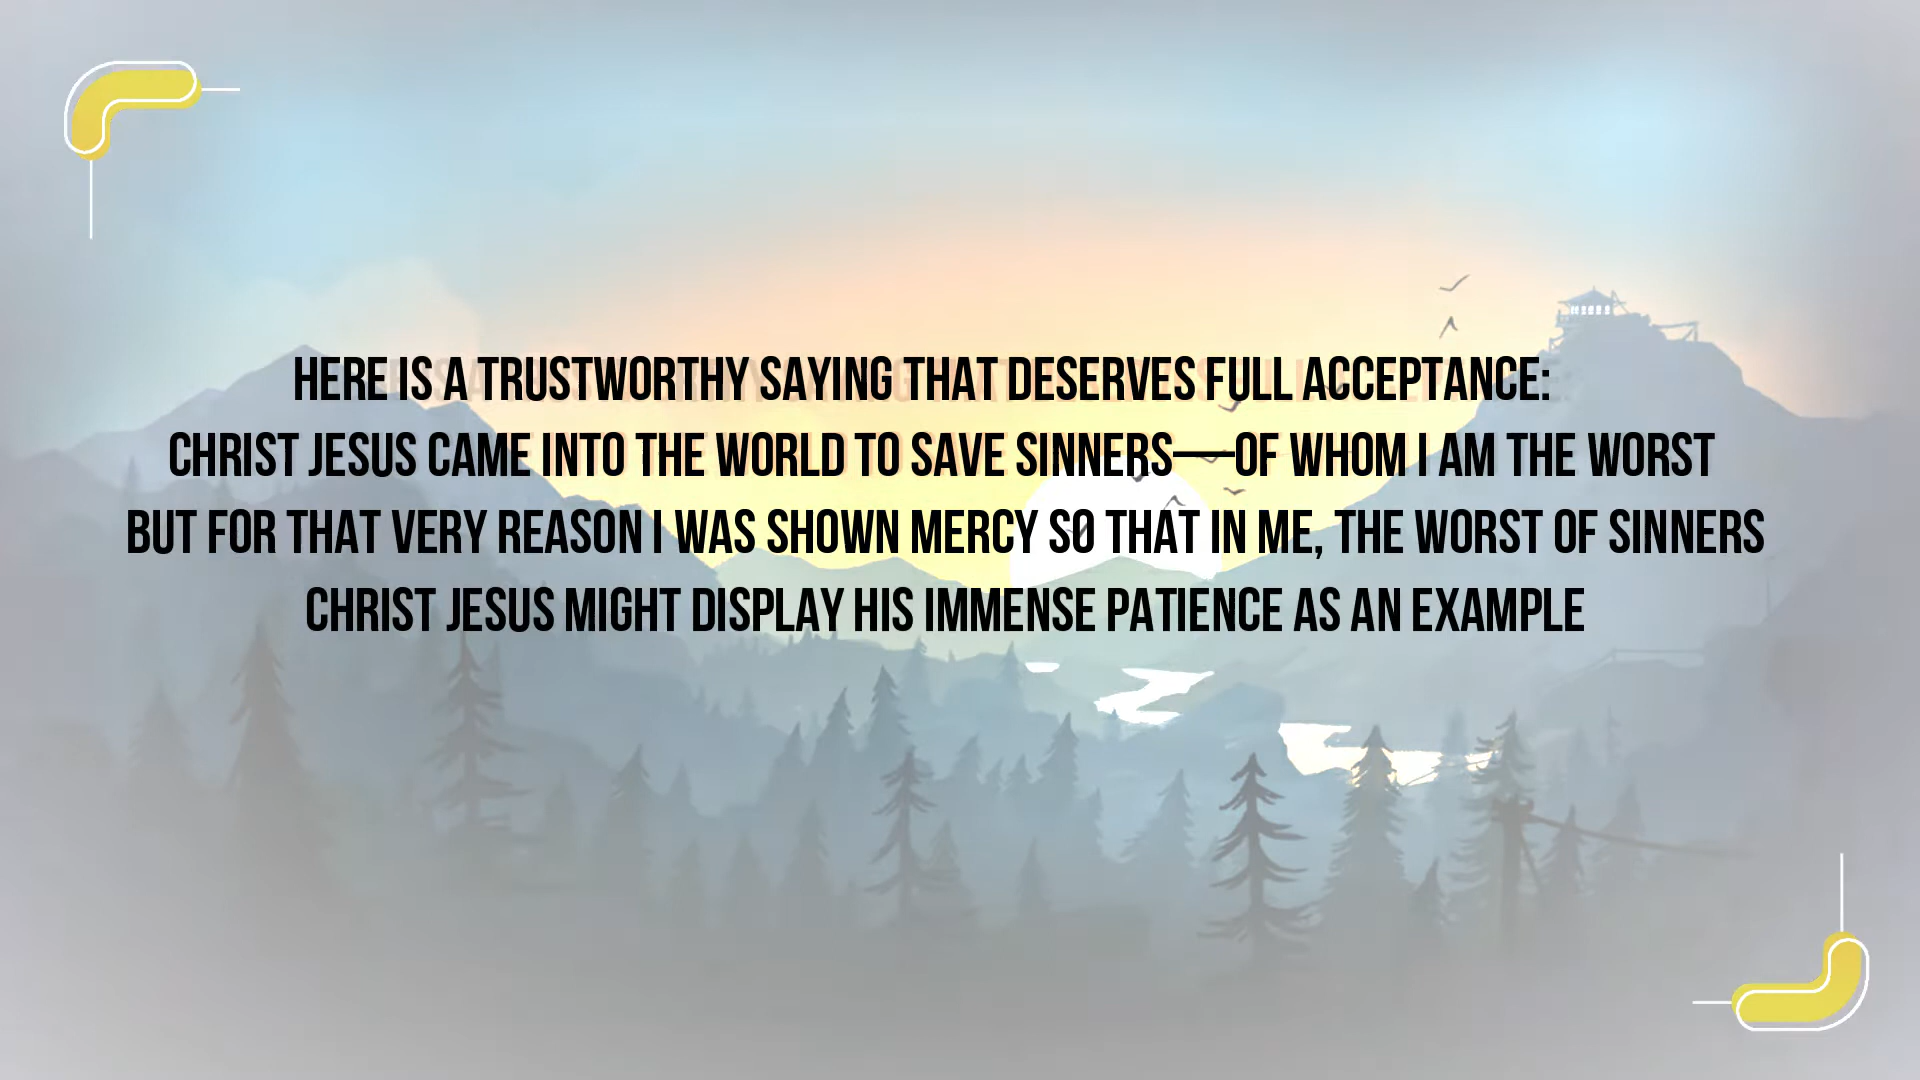 HERE IS A TRUSTWORTHY SAYING THAT DESERVES FULL ACCEPTANCE:
CHRIST JESUS CAME INTO THE WORLD TO SAVE SINNERS—OF WHOM I AM THE WORST
BUT FOR THAT VERY REASON I WAS SHOWN MERCY SO THAT IN ME, THE WORST OF SINNERS
CHRIST JESUS MIGHT DISPLAY HIS IMMENSE PATIENCE AS AN EXAMPLE